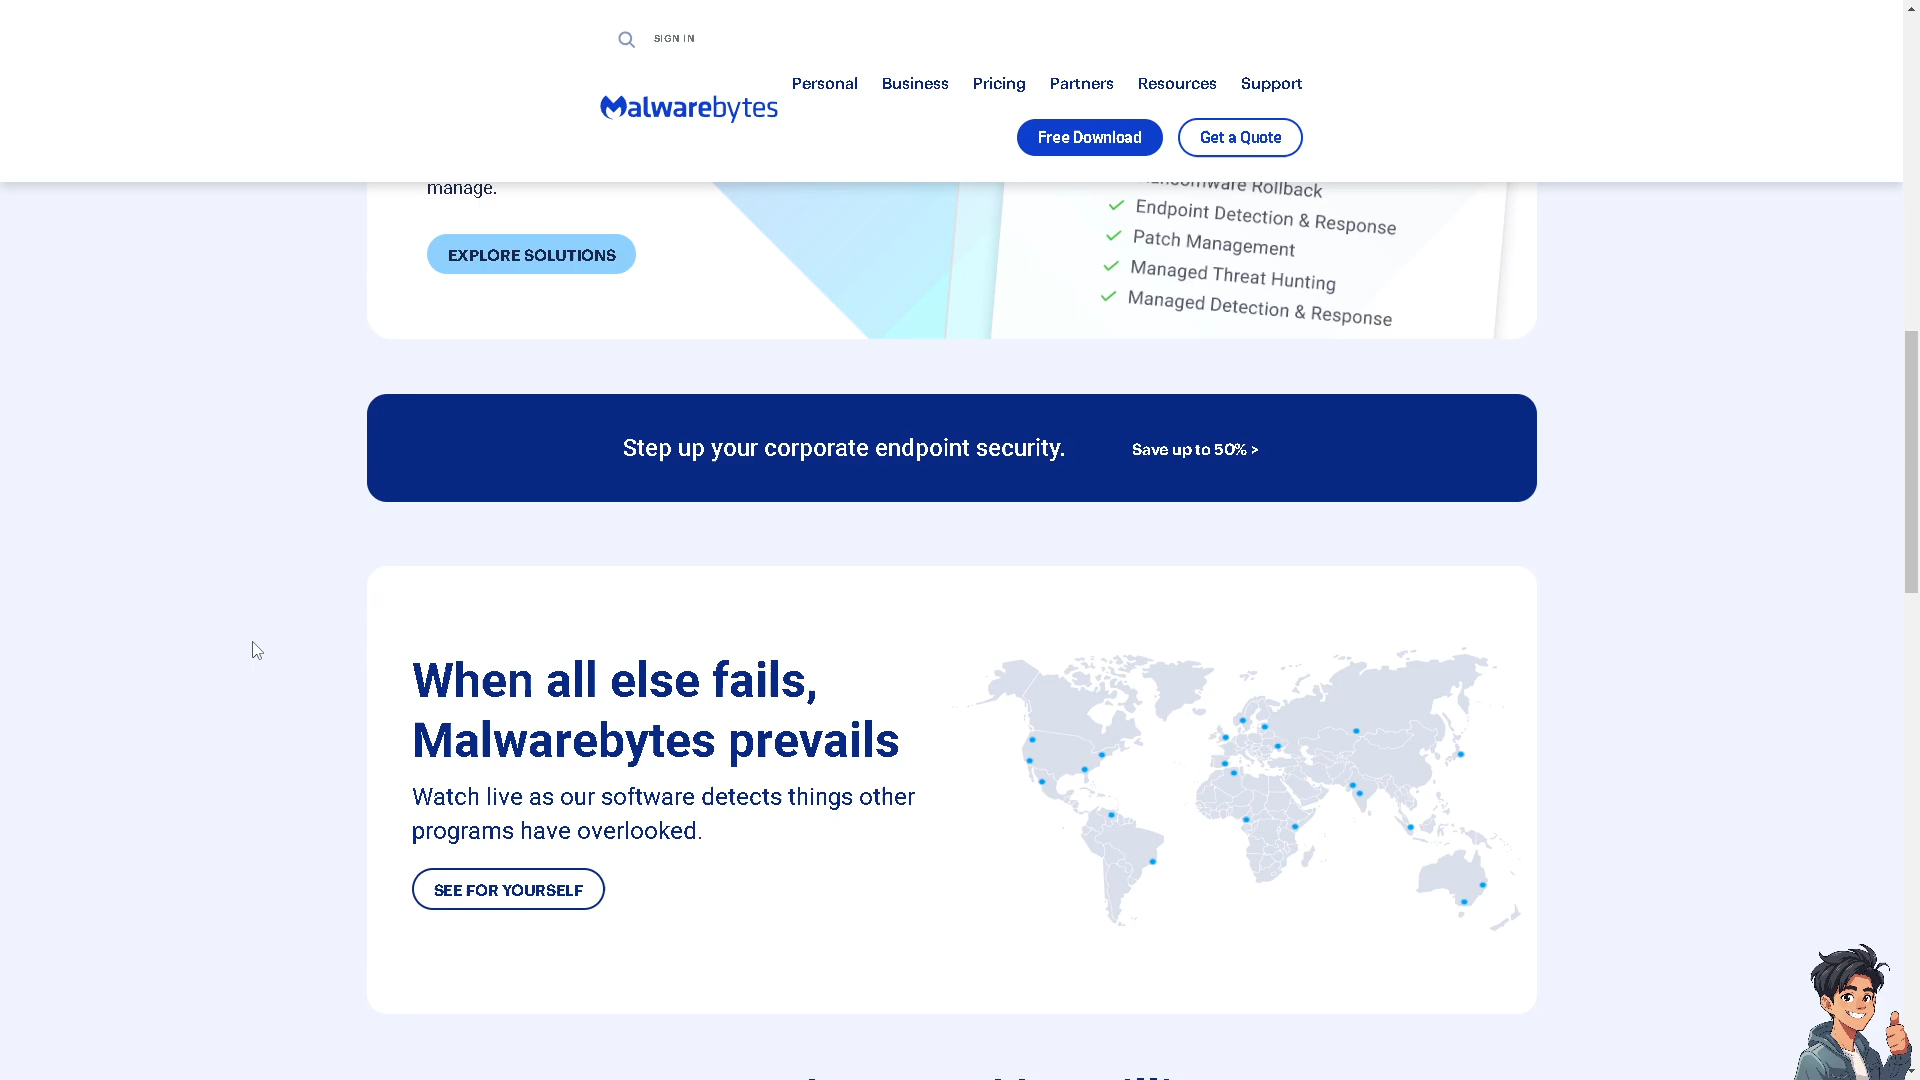 SIGN IN
Personal Business Pricing Partners Resources Support
Malwarebytes
Free Download Get a Quote
manage.
Ransomware Rollback
Endpoint Detection & Response
EXPLORE SOLUTIONS
Patch Management
Managed Threat Hunting
Managed Detection & Response
Step up your corporate endpoint security. Save up to 50% >
When all else fails,
Malwarebytes prevails
Watch live as our software detects things other
programs have overlooked.
SEE FOR YOURSELF